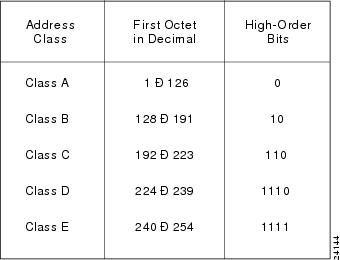 Address Class	First Octet in Decimal	High-Order Bits
Class A	1 Ð 126	0
Class B	128 Ð 191	10
Class C	192 Ð 223	110
Class D	224 Ð 239	1110
Class E	240 Ð 254	1111
24144